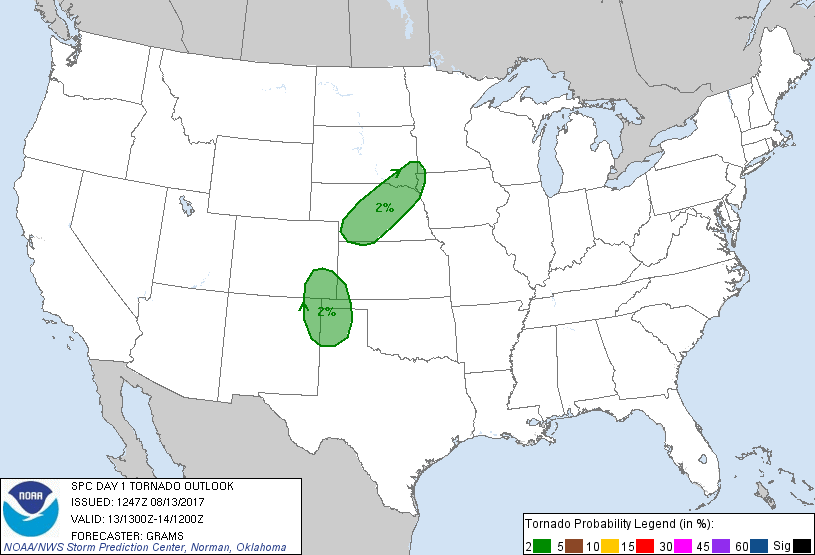 2%
2%
NOAA
SPC DAY 1 TORNADO OUTLOOK
ISSUED: 1247Z 08/13/2017
VALID: 13/1300Z-14/1200Z
FORECASTER: GRAMS
NOAA/NWS Storm Prediction Center, Norman, Oklahoma
Tornado Probability Legend (in %):
2 5 10 15 30 45 60 Sig